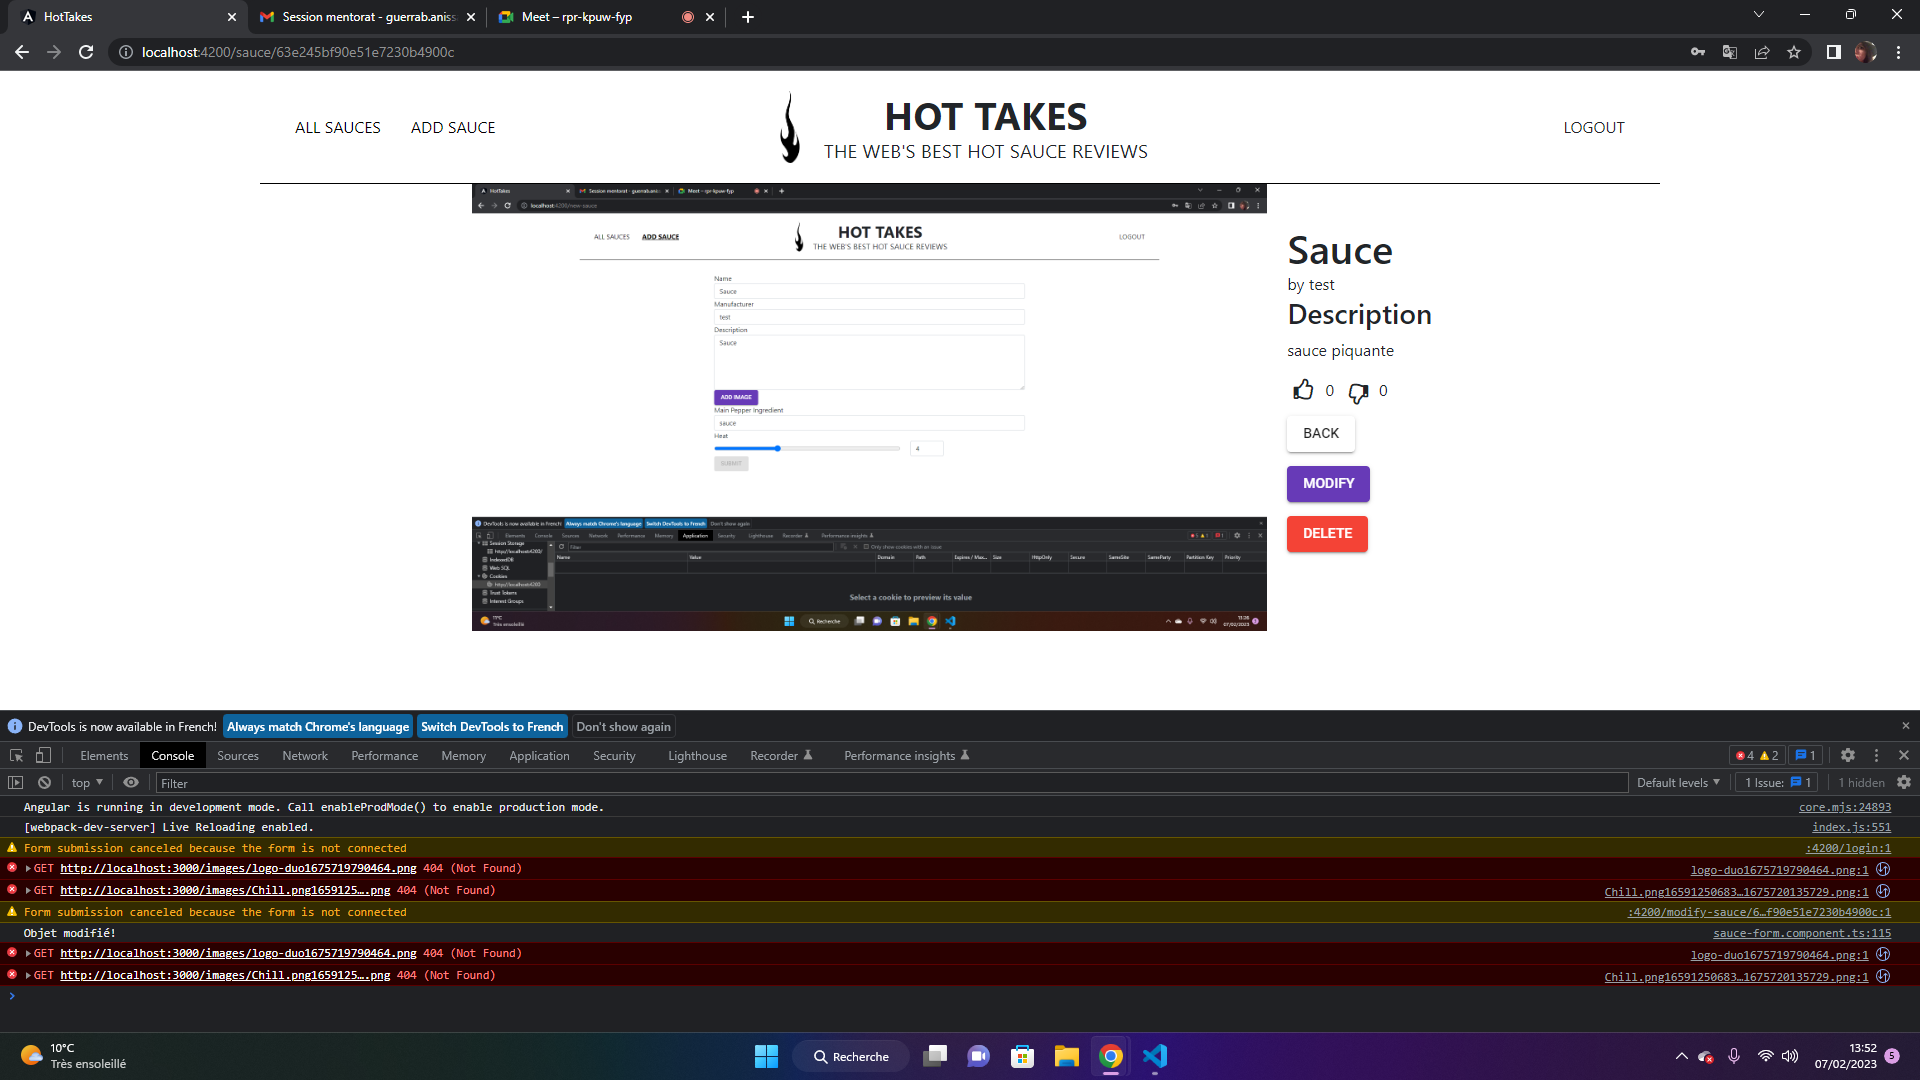 HotTakes
Session mentorat - guerrab.aniss
Meet – rpr-kpuw-fyp
localhost:4200/sauce/63e245bf90e51e7230b4900c
ALL SAUCES
ADD SAUCE
HOT TAKES
THE WEB'S BEST HOT SAUCE REVIEWS
LOGOUT
HotTakes
Session mentorat - guerrab.anis
Meet – rpr-kpuw-fyp
localhost:4200/new-sauce
ALL SAUCES
ADD SAUCE
HOT TAKES
THE WEB'S BEST HOT SAUCE REVIEWS
LOGOUT
Name
Sauce
Manufacturer
test
Description
Sauce
ADD IMAGE
Main Pepper Ingredient
sauce
Heat
4
SUBMIT
DevTools is now available in French!
Always match Chrome's language
Switch DevTools to French
Don't show again
Elements
Console
Sources
Network
Performance
Memory
Application
Security
Lighthouse
Recorder
Performance insights
Session Storage
http://localhost:4200/
IndexedDB
Web SQL
Cookies
http://localhost:4200
Trust Tokens
Interest Groups
Filter
Only show cookies with an issue
Name
Value
Domain
Path
Expires / Max...
Size
HttpOnly
Secure
SameSite
SameParty
Partition Key
Priority
Select a cookie to preview its value
11°C
Très ensoleillé
Recherche
07/02/2023
Sauce
by test
Description
sauce piquante
0
0
BACK
MODIFY
DELETE
DevTools is now available in French!
Always match Chrome's language
Switch DevTools to French
Don't show again
Elements
Console
Sources
Network
Performance
Memory
Application
Security
Lighthouse
Recorder
Performance insights
4
2
1
top
Filter
Default levels
1 Issue:
1
1 hidden
Angular is running in development mode. Call enableProdMode() to enable production mode.
core.mjs:24893
[webpack-dev-server] Live Reloading enabled.
index.js:551
Form submission canceled because the form is not connected
:4200/login:1
GET http://localhost:3000/images/logo-duo1675719790464.png 404 (Not Found)
logo-duo1675719790464.png:1
GET http://localhost:3000/images/Chill.png1659125….png 404 (Not Found)
Chill.png16591250683…1675720135729.png:1
Form submission canceled because the form is not connected
:4200/modify-sauce/6…f90e51e7230b4900c:1
Objet modifié!
sauce-form.component.ts:115
GET http://localhost:3000/images/logo-duo1675719790464.png 404 (Not Found)
logo-duo1675719790464.png:1
GET http://localhost:3000/images/Chill.png1659125….png 404 (Not Found)
Chill.png16591250683…1675720135729.png:1
10°C
Très ensoleillé
Recherche
13:52
07/02/2023
5